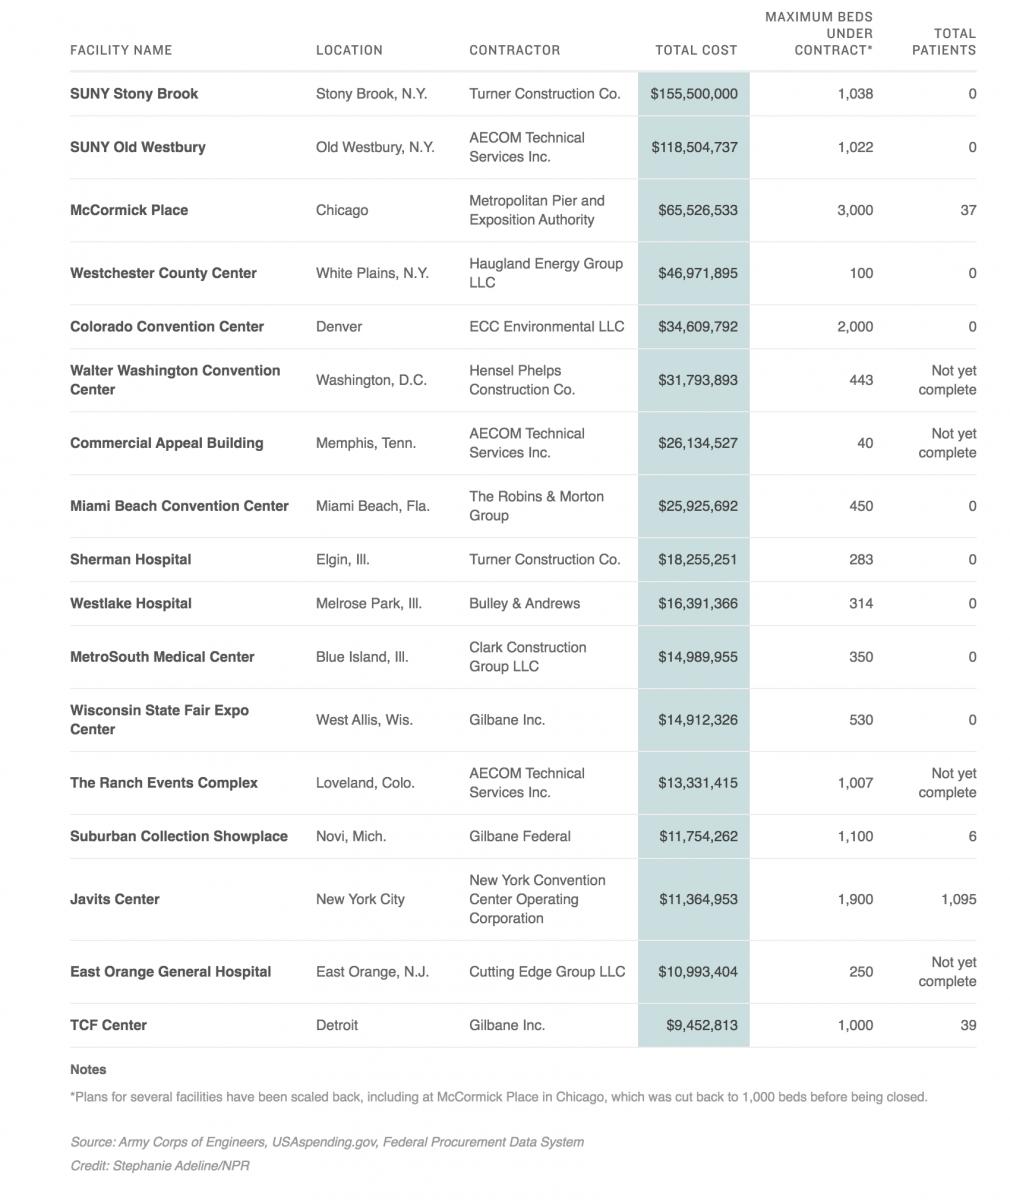 FACILITY NAME LOCATION CONTRACTOR TOTAL COST MAXIMUM BEDS UNDER CONTRACT* TOTAL PATIENTS
SUNY Stony Brook Stony Brook, N.Y. Turner Construction Co. $155,500,000 1,038 0
SUNY Old Westbury Old Westbury, N.Y. AECOM Technical Services Inc. $118,504,737 1,022 0
McCormick Place Chicago Metropolitan Pier and Exposition Authority $65,526,533 3,000 37
Westchester County Center White Plains, N.Y. Haugland Energy Group LLC $46,971,895 100 0
Colorado Convention Center Denver ECC Environmental LLC $34,609,792 2,000 0
Walter Washington Convention Center Washington, D.C. Hensel Phelps Construction Co. $31,793,893 443 Not yet complete
Commercial Appeal Building Memphis, Tenn. AECOM Technical Services Inc. $26,134,527 40 Not yet complete
Miami Beach Convention Center Miami Beach, Fla. The Robins & Morton Group $25,925,692 450 0
Sherman Hospital Elgin, Ill. Turner Construction Co. $18,255,251 283 0
Westlake Hospital Melrose Park, Ill. Bulley & Andrews $16,391,366 314 0
MetroSouth Medical Center Blue Island, Ill. Clark Construction Group LLC $14,989,955 350 0
Wisconsin State Fair Expo Center West Allis, Wis. Gilbane Inc. $14,912,326 530 0
The Ranch Events Complex Loveland, Colo. AECOM Technical Services Inc. $13,331,415 1,007 Not yet complete
Suburban Collection Showplace Novi, Mich. Gilbane Federal $11,754,262 1,100 6
Javits Center New York City New York Convention Center Operating Corporation $11,364,953 1,900 1,095
East Orange General Hospital East Orange, N.J. Cutting Edge Group LLC $10,993,404 250 Not yet complete
TCF Center Detroit Gilbane Inc. $9,452,813 1,000 39
Notes
*Plans for several facilities have been scaled back, including at McCormick Place in Chicago, which was cut back to 1,000 beds before being closed.
Source: Army Corps of Engineers, USAspending.gov, Federal Procurement Data System
Credit: Stephanie Adeline/NPR